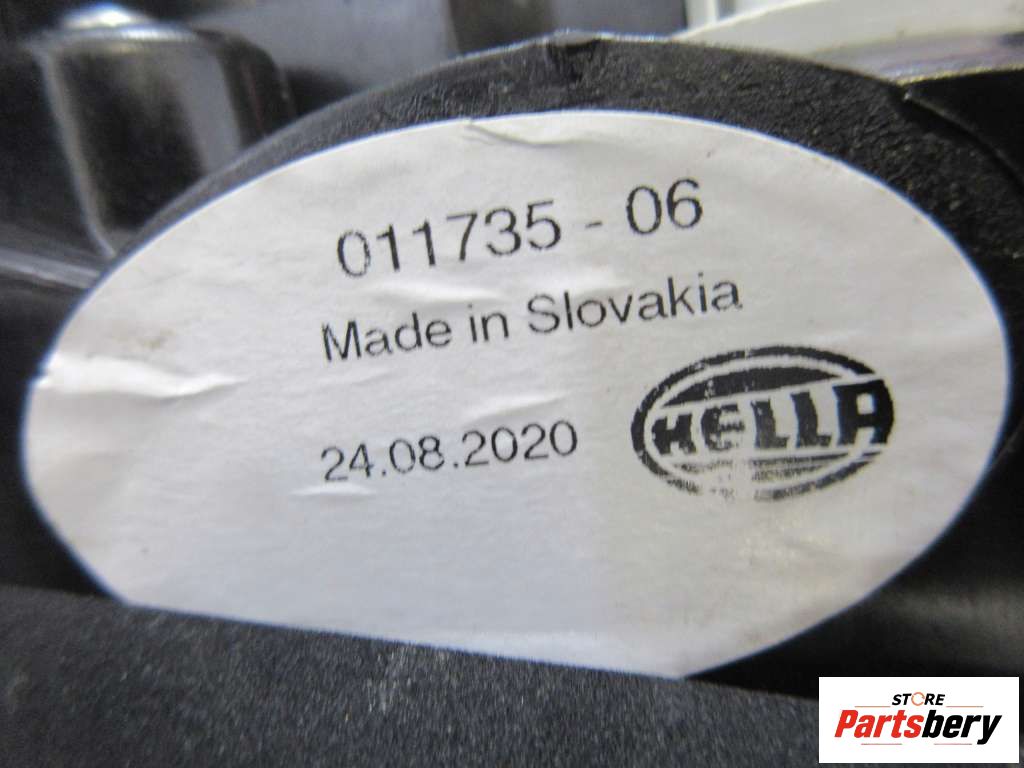 011735 - 06
Made in Slovakia
24.08.2020
HELLA
STORE
Partsbery